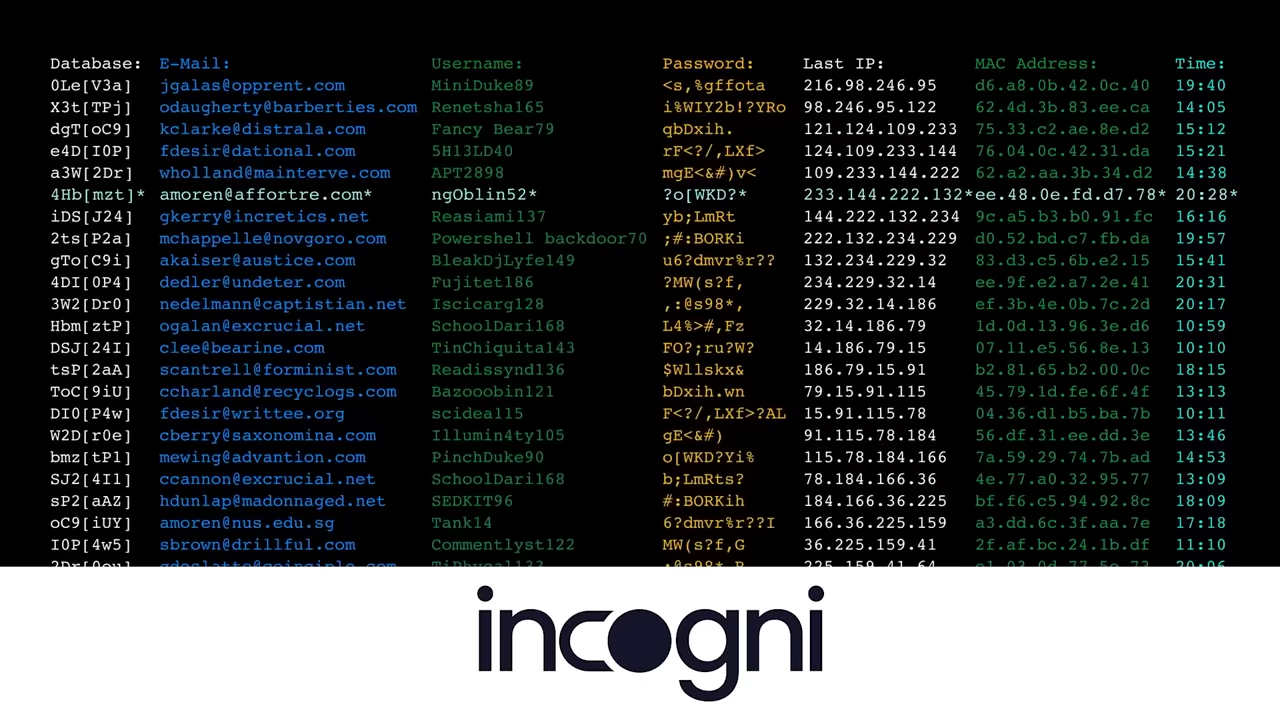 Database: E-Mail: Username: Password: Last IP: MAC Address: Time:
0Le[V3a] jgalas@opprent.com MiniDuke89 <s,%gffota 216.98.246.95 d6.a8.0b.42.0c.40 19:40
X3t[TPj] odaugherty@barberties.com Renetsha165 i%WIY2b!?YRo 98.246.95.122 62.4d.3b.83.ee.ca 14:05
dgT[oC9] kclarke@distrala.com Fancy Bear79 qbDxih. 121.124.109.233 75.33.c2.ae.8e.d2 15:12
e4D[I0P] fdesir@dational.com 5H13LD40 rF<?/,LXf> 124.109.233.144 76.04.0c.42.31.da 15:21
a3W[2Dr] wholland@mainterve.com APT2898 mgE<&#)v< 109.233.144.222 62.a2.aa.3b.34.d2 14:38
4Hb[mzt]* amoren@affortre.com* ngOblin52* ?o[WKD?* 233.144.222.132* ee.48.0e.fd.d7.78* 20:28*
iDS[J24] gkerry@incretics.net Reasiami137 yb;LmRt 144.222.132.234 9c.a5.b3.b0.91.fc 16:16
2ts[P2a] mchappelle@novgoro.com Powershell backdoor70 ;#:BORKi 222.132.234.229 d0.52.bd.c7.fb.da 19:57
gTo[C9i] akaiser@austice.com BleakDjLyfe149 u6?dmvr%r?? 132.234.229.32 83.d3.c5.6b.e2.15 15:41
4DI[0P4] dedler@undeter.com Fujitet186 ?MW(s?f, 234.229.32.14 ee.9f.e2.a7.2e.41 20:31
3W2[Dr0] nedelmann@captistian.net Iscicarg128 ,:@s98*, 229.32.14.186 ef.3b.4e.0b.7c.2d 20:17
Hbm[ztP] ogalan@excrucial.net SchoolDari168 L4%>#,Fz 32.14.186.79 1d.0d.13.96.3e.d6 10:59
DSJ[24I] clee@bearine.com TinChiquita143 FO?;ru?W? 14.186.79.15 07.11.e5.56.8e.13 10:10
tsP[2aA] scantrell@forminist.com Readissynd136 $Wllskx& 186.79.15.91 b2.81.65.b2.00.0c 18:15
ToC[9iU] ccharland@recyclogs.com Bazooobin121 bDxih.wn 79.15.91.115 45.79.1d.fe.6f.4f 13:13
DI0[P4w] fdesir@writtee.org scidea115 F<?/,LXf>?AL 15.91.115.78 04.36.d1.b5.ba.7b 10:11
W2D[r0e] cberry@saxonomina.com Illumin4ty105 gE<&#) 91.115.78.184 56.df.31.ee.dd.3e 13:46
bmz[tP1] mewing@advantion.com PinchDuke90 o[WKD?Yi% 115.78.184.166 7a.59.29.74.7b.ad 14:53
SJ2[4I1] ccannon@excrucial.net SchoolDari168 b;LmRts? 78.184.166.36 4e.77.a0.32.95.77 13:09
sP2[aAZ] hdunlap@madonnaged.net SEDKIT96 #:BORKih 184.166.36.225 bf.f6.c5.94.92.8c 18:09
oC9[iUY] amoren@nus.edu.sg Tank14 6?dmvr%r??I 166.36.225.159 a3.dd.6c.3f.aa.7e 17:18
I0P[4w5] sbrown@drillful.com Commentlyst122 MW(s?f,G 36.225.159.41 2f.af.bc.24.1b.df 11:10
incogni